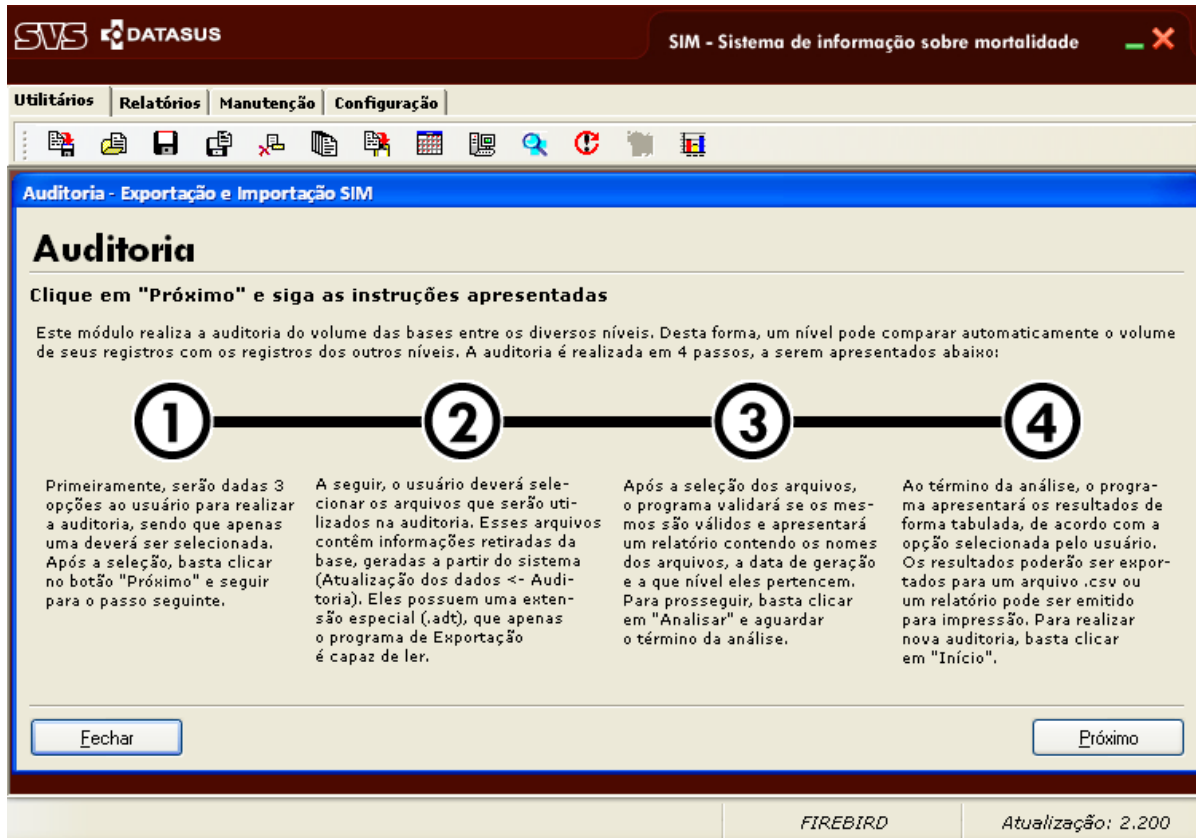 SVS DATASUS
SIM - Sistema de informação sobre mortalidade
Utilitários Relatórios Manutenção Configuração
Auditoria - Exportação e Importação SIM
Auditoria
Clique em "Próximo" e siga as instruções apresentadas
Este módulo realiza a auditoria do volume das bases entre os diversos níveis. Desta forma, um nível pode comparar automaticamente o volume
de seus registros com os registros dos outros níveis. A auditoria é realizada em 4 passos, a serem apresentados abaixo:
1
Primeiramente, serão dadas 3
opções ao usuário para realizar
a auditoria, sendo que apenas
uma deverá ser selecionada.
Após a seleção, basta clicar
no botão "Próximo" e seguir
para o passo seguinte.
2
A seguir, o usuário deverá sele-
cionar os arquivos que serão uti-
lizados na auditoria. Esses arquivos
contêm informações retiradas da
base, geradas a partir do sistema
(Atualização dos dados <- Audi-
toria). Eles possuem uma exten-
são especial (.adt), que apenas
o programa de Exportação
é capaz de ler.
3
Após a seleção dos arquivos,
o programa validará se os mes-
mos são válidos e apresentará
um relatório contendo os nomes
dos arquivos, a data de geração
e a que nível eles pertencem.
Para prosseguir, basta clicar
em "Analisar" e aguardar
o término da análise.
4
Ao término da análise, o progra-
ma apresentará os resultados de
forma tabulada, de acordo com a
opção selecionada pelo usuário.
Os resultados poderão ser expor-
tados para um arquivo .csv ou
um relatório pode ser emitido
para impressão. Para realizar
nova auditoria, basta clicar
em "Início".
Fechar
Próximo
FIREBIRD
Atualização: 2.200